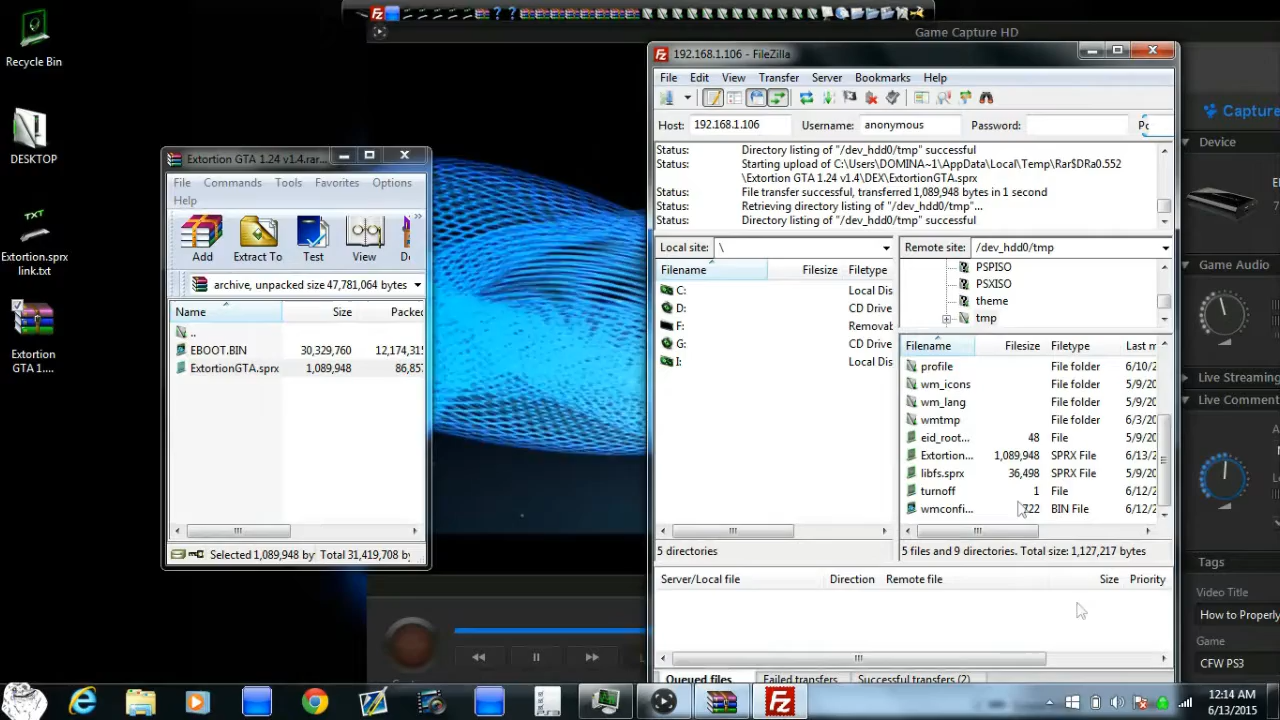 Recycle Bin
DESKTOP
TXT
Extortion.sprx
link.txt
Extortion
GTA 1....
Extortion GTA 1.24 v1.4.rar...
File Commands Tools Favorites Options
Help
Add Extract To Test View
archive, unpacked size 47,781,064 bytes
Name Size Packed
..
EBOOT.BIN 30,329,760 12,174,315
ExtortionGTA.sprx 1,089,948 86,857
Selected 1,089,948 by Total 31,419,708 by
Game Capture HD
192.168.1.106 - FileZilla
File Edit View Transfer Server Bookmarks Help
Host: 192.168.1.106 Username: anonymous Password:
Status: Directory listing of "/dev_hdd0/tmp" successful
Status: Starting upload of C:\Users\DOMINA~1\AppData\Local\Temp\Rar$DRa0.552
\Extortion GTA 1.24 v1.4\DEX\ExtortionGTA.sprx
Status: File transfer successful, transferred 1,089,948 bytes in 1 second
Status: Retrieving directory listing of "/dev_hdd0/tmp"...
Status: Directory listing of "/dev_hdd0/tmp" successful
Local site: \
Filename Filesize Filetype
C: Local Dis
D: CD Drive
F: Removab
G: CD Drive
I: Local Dis
5 directories
Remote site: /dev_hdd0/tmp
PSPISO
PSXISO
theme
tmp
Filename Filesize Filetype Last m
profile File folder 6/10/2
wm_icons File folder 5/9/20
wm_lang File folder 5/9/20
wmtmp File folder 6/3/20
eid_root... 48 File 5/9/20
Extortion... 1,089,948 SPRX File 6/13/2
libfs.sprx 36,498 SPRX File 5/9/20
turnoff 1 File 6/12/2
wmconfi... 722 BIN File 6/12/2
5 files and 9 directories. Total size: 1,127,217 bytes
Server/Local file Direction Remote file Size Priority
Queued files Failed transfers Successful transfers (2)
Capture
Device
Game Audio
Live Streaming
Live Comment
Tags
Video Title
How to Properly
Game
CFW PS3
12:14 AM
6/13/2015